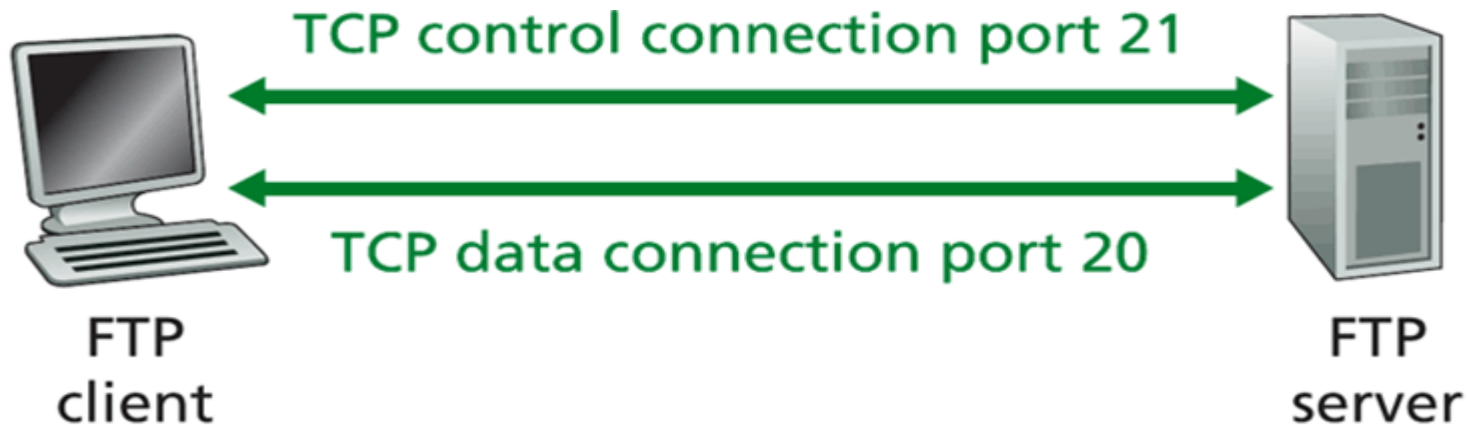 TCP control connection port 21
TCP data connection port 20
FTP
client
FTP
server